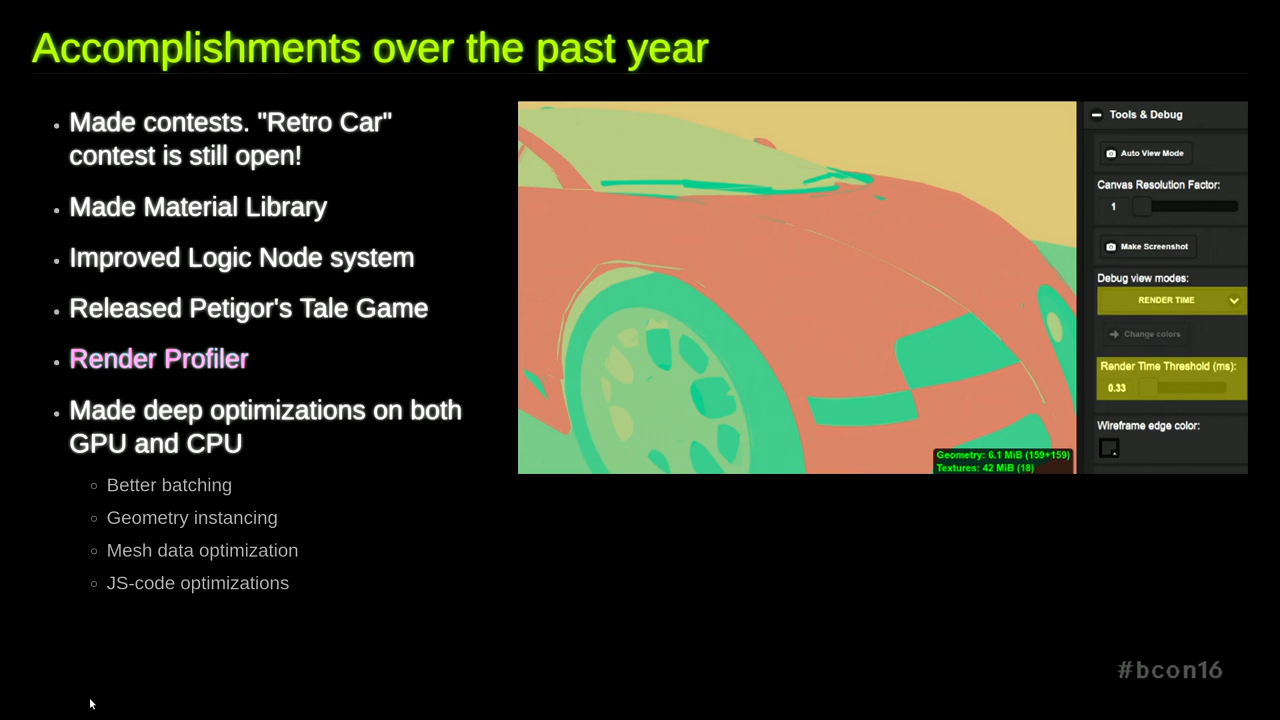 Accomplishments over the past year
Made contests. "Retro Car"
contest is still open!
Made Material Library
Improved Logic Node system
Released Petigor's Tale Game
Render Profiler
Made deep optimizations on both
GPU and CPU
Better batching
Geometry instancing
Mesh data optimization
JS-code optimizations
Tools & Debug
Auto View Mode
Canvas Resolution Factor:
1
Make Screenshot
Debug view modes:
RENDER TIME
Change colors
Render Time Threshold (ms):
0.33
Wireframe edge color:
Geometry: 6.1 MiB (159+159)
Textures: 42 MiB (18)
#bcon16